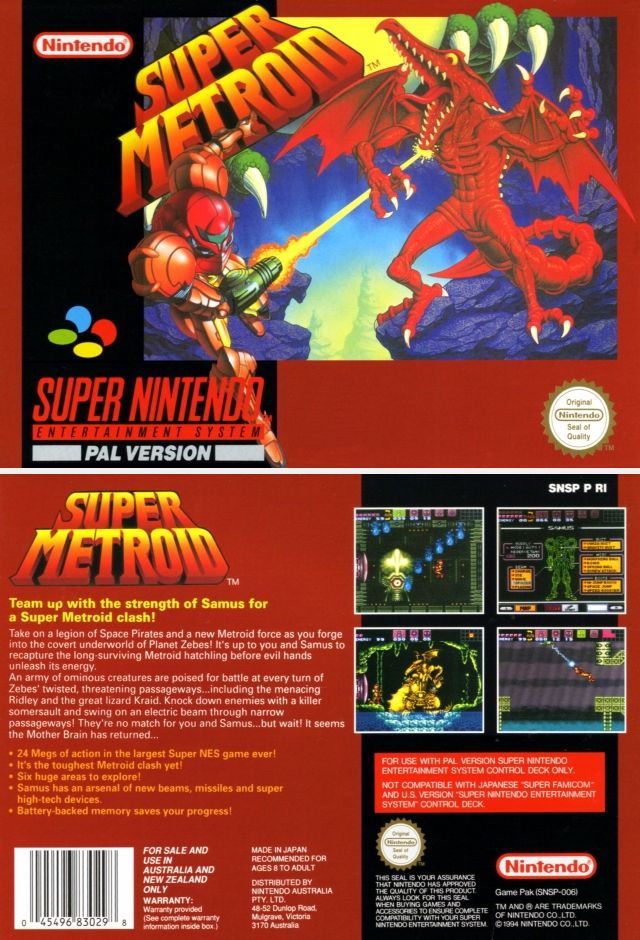 Nintendo®
SUPER
METROID TM
SUPER NINTENDO
ENTERTAINMENT SYSTEM
PAL VERSION
Original
Nintendo
Seal of
Quality
TM
SNSP P RI
SUPER
METROID TM
Team up with the strength of Samus for
a Super Metroid clash!
Take on a legion of Space Pirates and a new Metroid force as you forge
into the covert underworld of Planet Zebes! It's up to you and Samus to
recapture the long-surviving Metroid hatchling before evil hands
unleash its energy.
An army of ominous creatures are poised for battle at every turn of
Zebes' twisted, threatening passageways...including the menacing
Ridley and the great lizard Kraid. Knock down enemies with a killer
somersault and swing on an electric beam through narrow
passageways! They're no match for you and Samus...but wait! It seems
the Mother Brain has returned...
• 24 Megs of action in the largest Super NES game ever!
• It's the toughest Metroid clash yet!
• Six huge areas to explore!
• Samus has an arsenal of new beams, missiles and super
high-tech devices.
• Battery-backed memory saves your progress!
SAMUS
MAP
FOR USE WITH PAL VERSION SUPER NINTENDO
ENTERTAINMENT SYSTEM CONTROL DECK ONLY.
NOT COMPATIBLE WITH JAPANESE "SUPER FAMICOM"
AND U.S. VERSION "SUPER NINTENDO ENTERTAINMENT
SYSTEM" CONTROL DECK.
0 45496 83029 8
FOR SALE AND
USE IN
AUSTRALIA AND
NEW ZEALAND
ONLY
WARRANTY:
Warranty provided
(See complete warranty
information inside box.)
MADE IN JAPAN
RECOMMENDED FOR
AGES 8 TO ADULT
DISTRIBUTED BY
NINTENDO AUSTRALIA
PTY. LTD.
48-52 Dunlop Road,
Mulgrave, Victoria
3170 Australia
Original
Nintendo
Seal of
Quality
TM
THIS SEAL IS YOUR ASSURANCE
THAT NINTENDO HAS APPROVED
THE QUALITY OF THIS PRODUCT.
ALWAYS LOOK FOR THIS SEAL
WHEN BUYING GAMES AND
ACCESSORIES TO ENSURE COMPLETE
COMPATIBILITY WITH YOUR SUPER
NINTENDO ENTERTAINMENT SYSTEM.
Nintendo®
Game Pak (SNSP-006)
TM AND ® ARE TRADEMARKS
OF NINTENDO CO., LTD.
© 1994 NINTENDO CO., LTD.